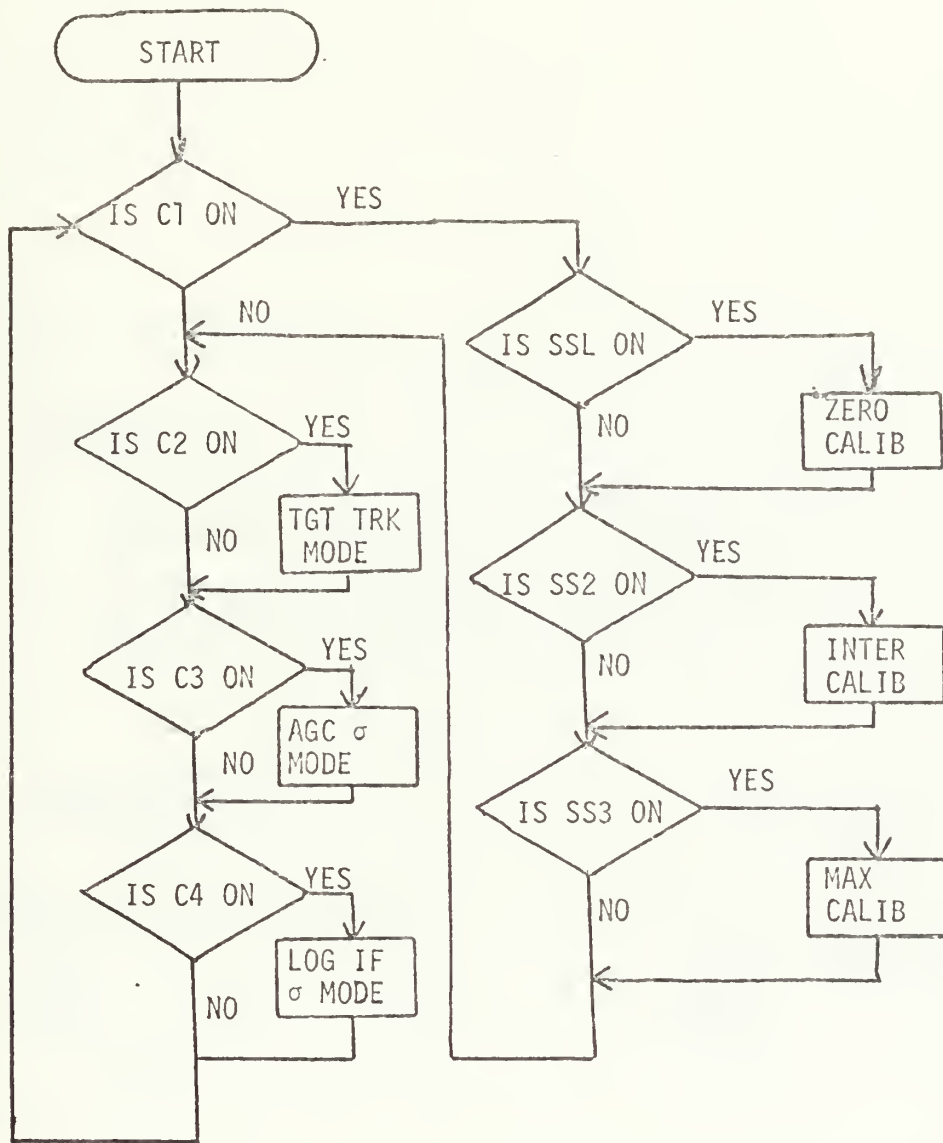 START
IS C1 ON
YES
NO
IS SSL ON
YES
NO
ZERO
CALIB
IS C2 ON
YES
NO
TGT TRK
MODE
IS SS2 ON
YES
NO
INTER
CALIB
IS C3 ON
YES
NO
AGC σ
MODE
IS SS3 ON
YES
NO
MAX
CALIB
IS C4 ON
YES
NO
LOG IF
σ MODE